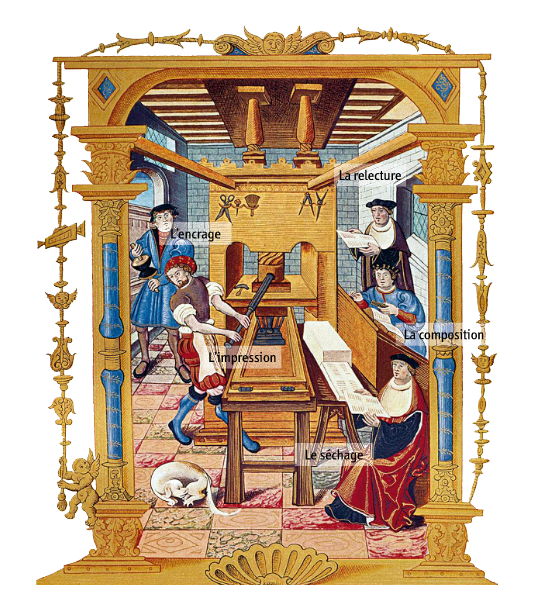 La relecture
L'encrage
La composition
L'impression
Le séchage